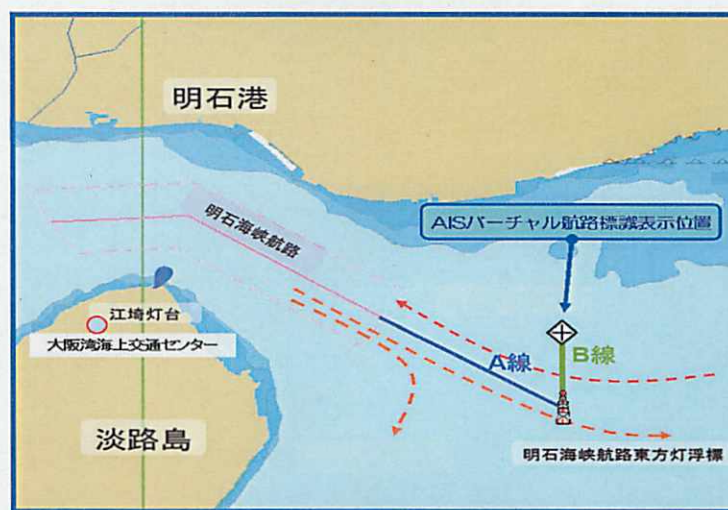 明石港
明石海峡航路
AISバーチャル航路標識表示位置
江埼灯台
大阪湾海上交通センター
A線
B線
淡路島
明石海峡航路東方灯浮標